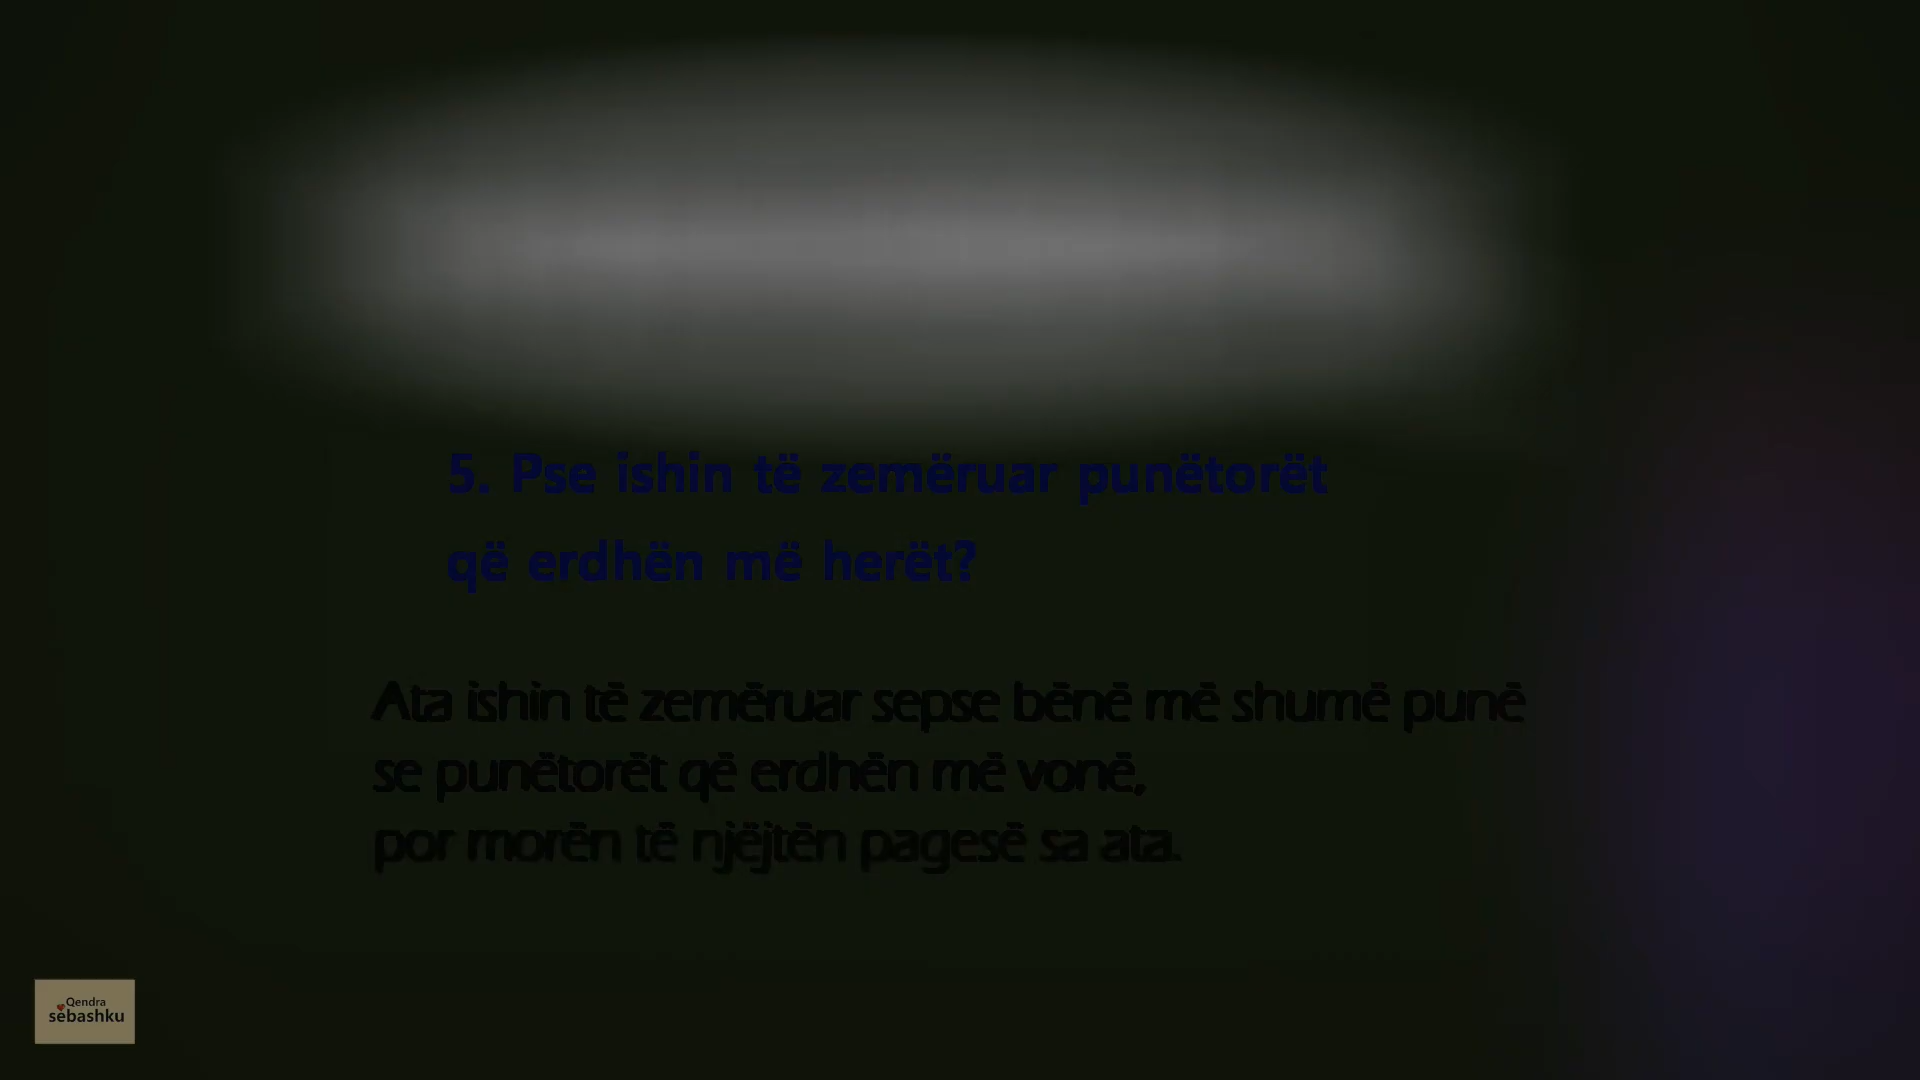 5. Pse ishin të zemëruar punëtorët
që erdhën më herët?
Ata ishin të zemëruar sepse bënë më shumë punë
se punëtorët që erdhën më vonë,
por morën të njëjtën pagesë sa ata.
Qendra
sëbashku